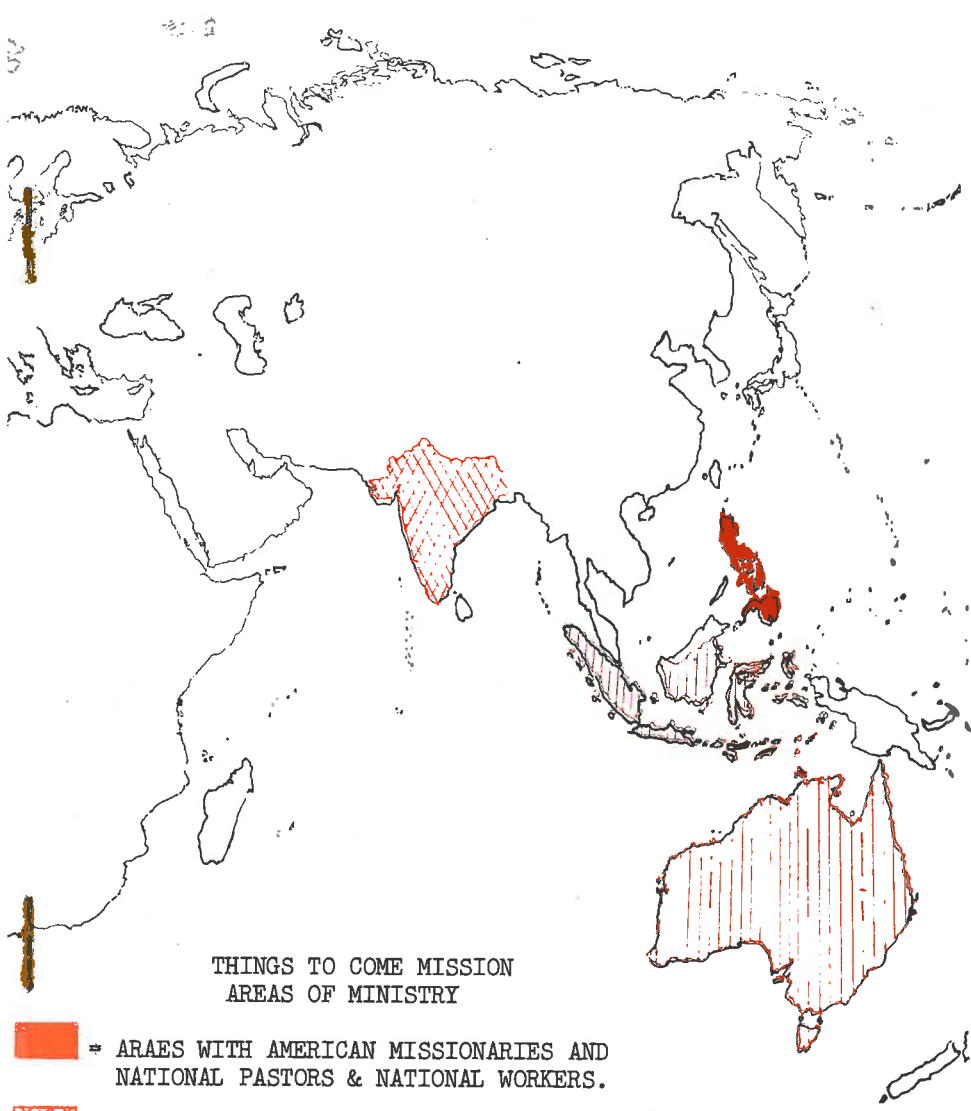 THINGS TO COME MISSION
AREAS OF MINISTRY
= ARAES WITH AMERICAN MISSIONARIES AND
NATIONAL PASTORS & NATIONAL WORKERS.